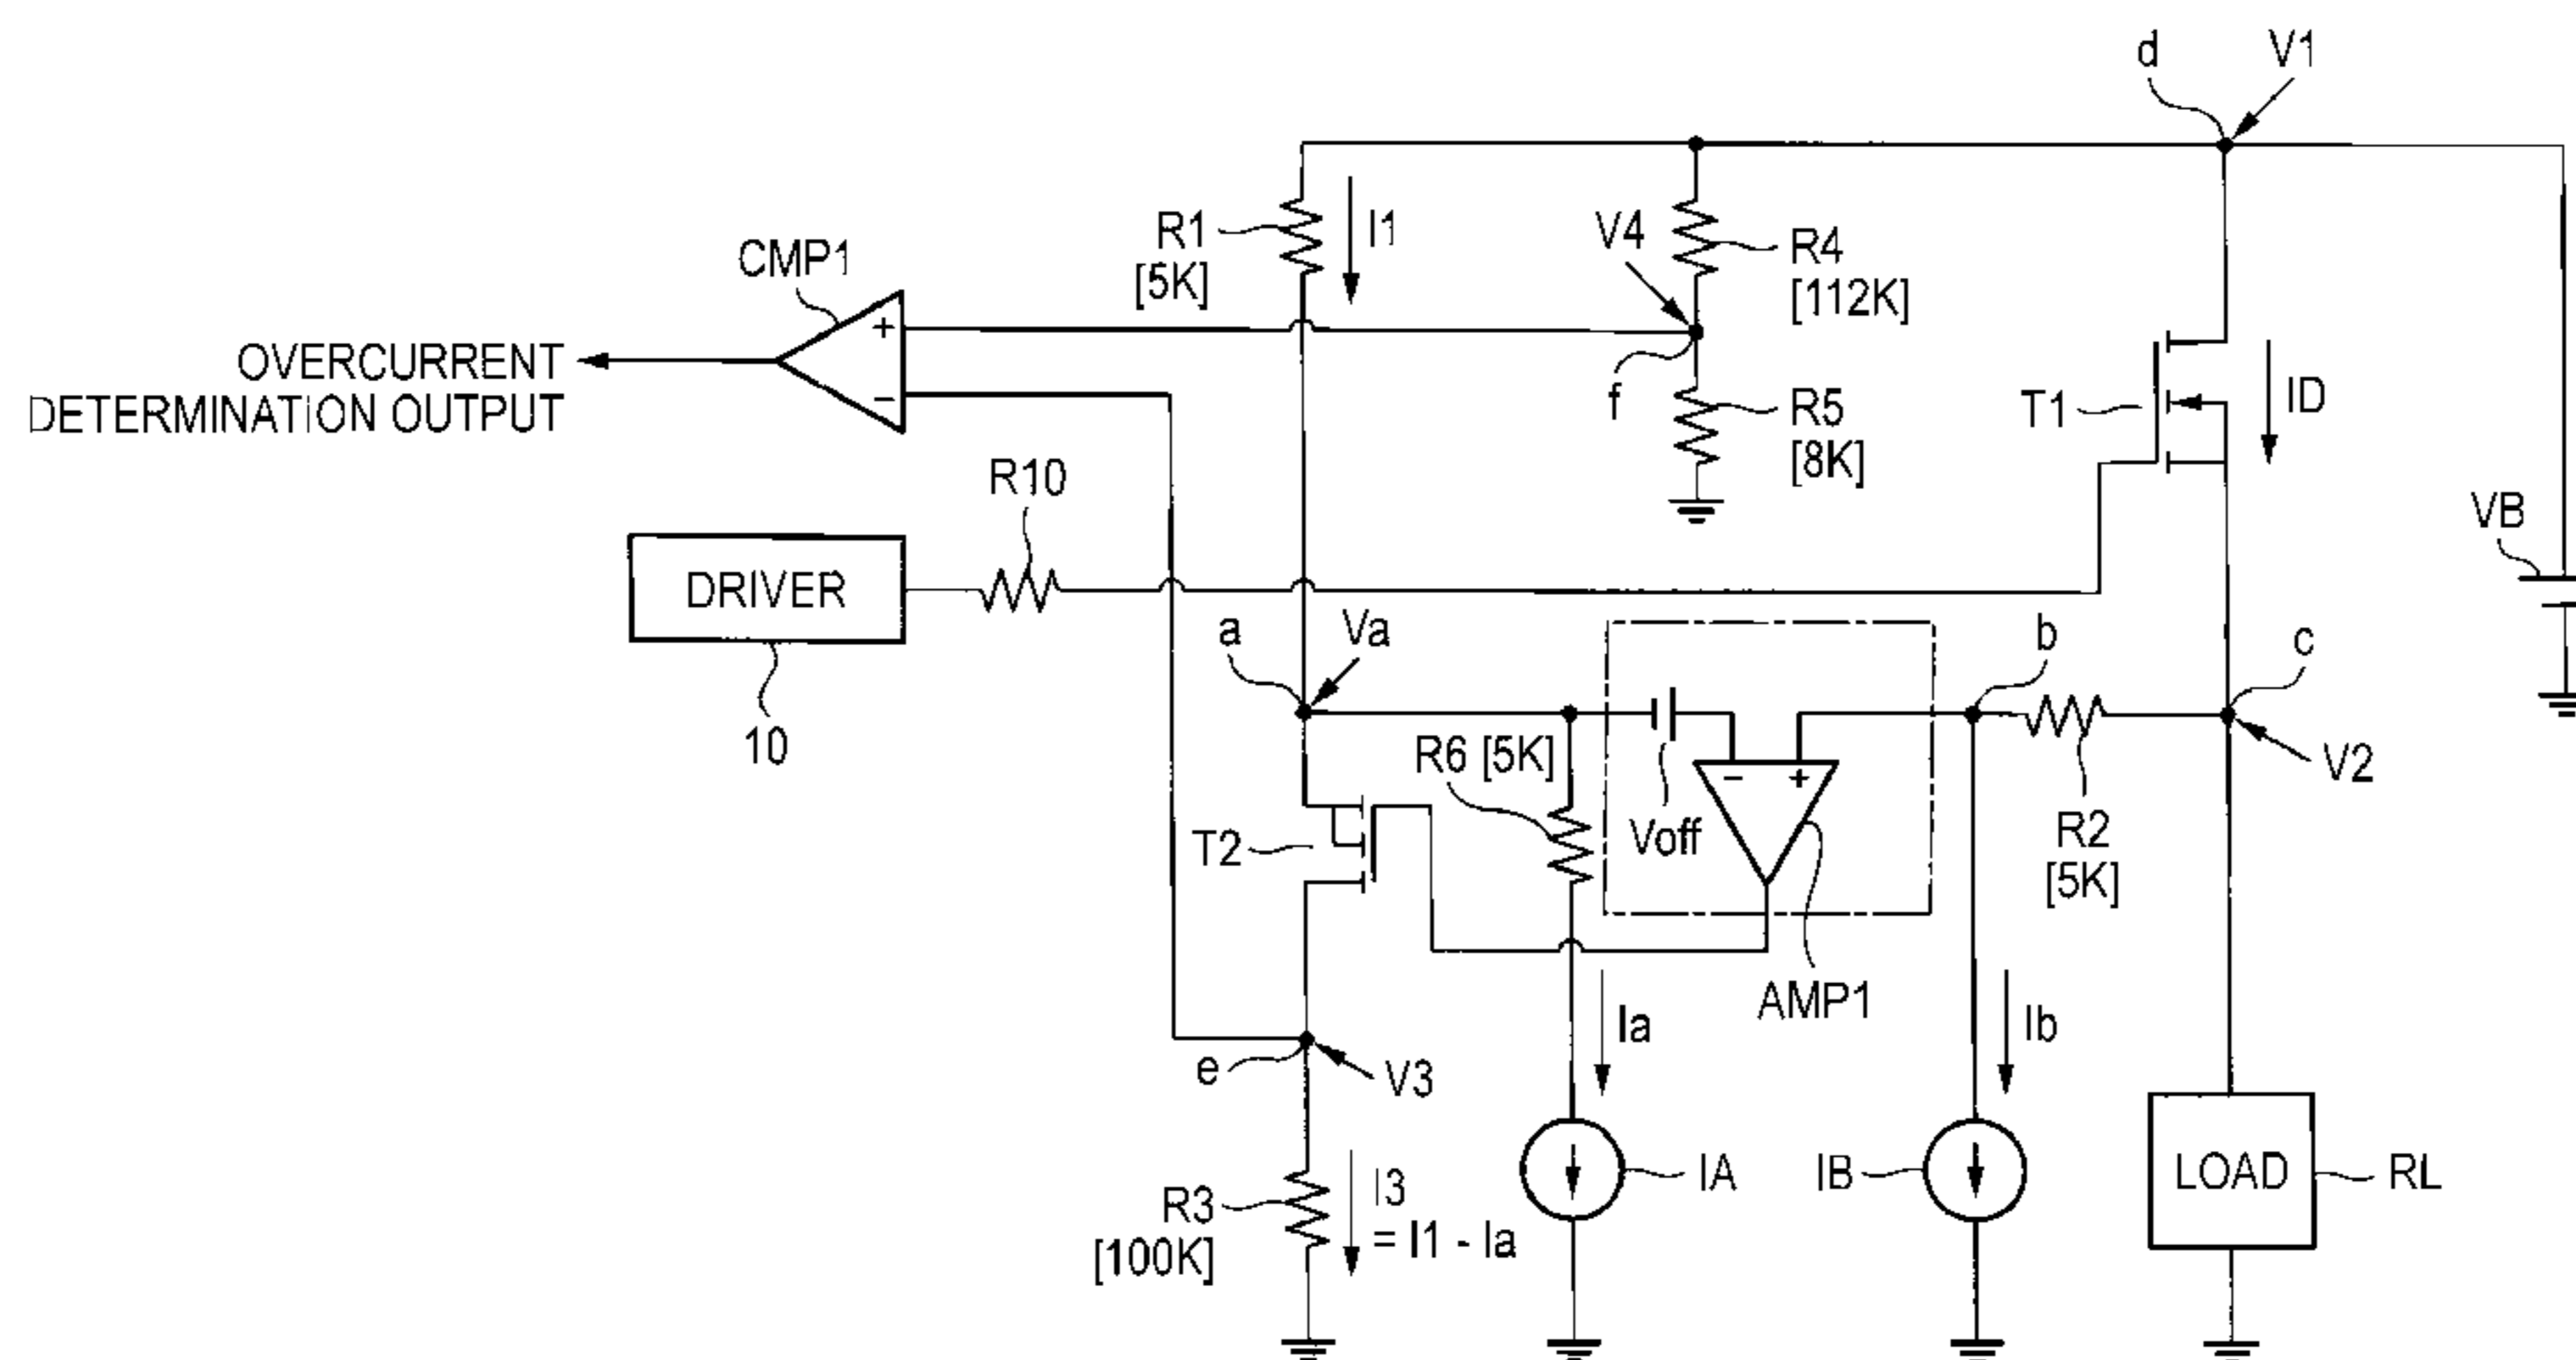 d
V1
R1
[5K]
I1
V4
R4
[112K]
CMP1
+
−
OVERCURRENT
DETERMINATION OUTPUT
f
R5
[8K]
T1
ID
R10
VB
DRIVER
10
a
Va
b
c
R6 [5K]
Voff
−
+
R2
[5K]
V2
T2
AMP1
Ia
Ib
e
V3
R3
[100K]
I3
= I1 - Ia
IA
IB
LOAD
RL